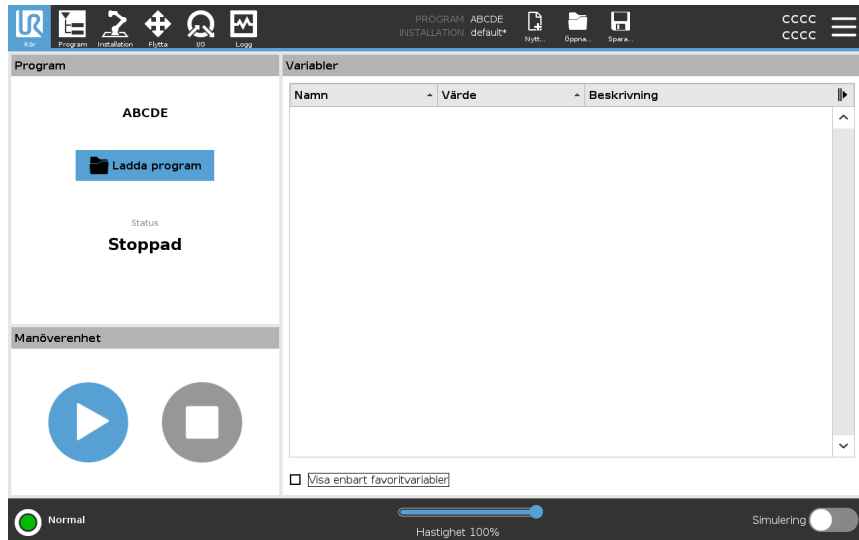 PROGRAM ABCDE
INSTALLATION default*
CCCC
CCCC
Kör
Program
Installation
Flytta
I/O
Logg
Nytt...
Öppna...
Spara...
Program
Variabler
ABCDE
Ladda program
Status
Stoppad
Namn
Värde
Beskrivning
Manöverenhet
Visa enbart favoritvariabler
Normal
Hastighet 100%
Simulering